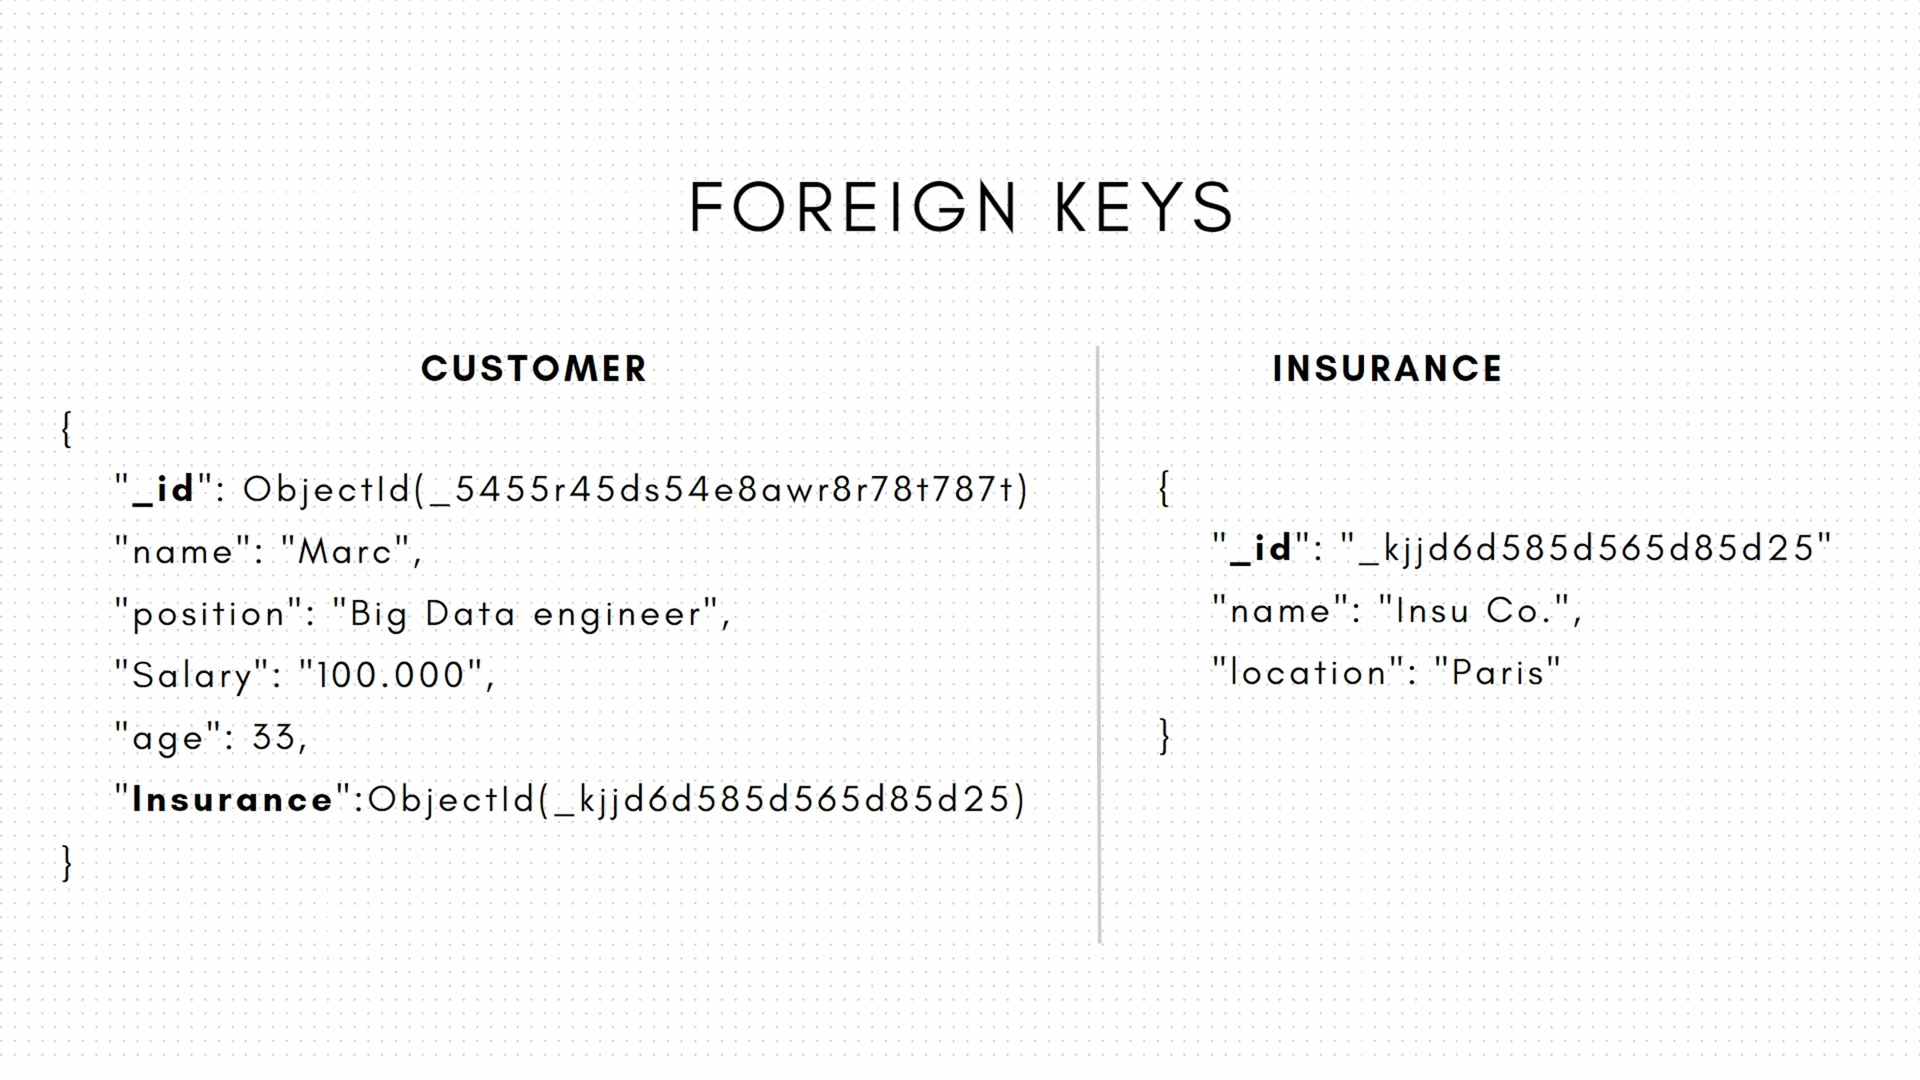 FOREIGN KEYS
CUSTOMER
{
"_id": ObjectId(_5455r45ds54e8awr8r78t787t)
"name": "Marc",
"position": "Big Data engineer",
"Salary": "100.000",
"age": 33,
"Insurance":ObjectId(_kjjd6d585d565d85d25)
}
INSURANCE
{
"_id": "_kjjd6d585d565d85d25"
"name": "Insu Co.",
"location": "Paris"
}